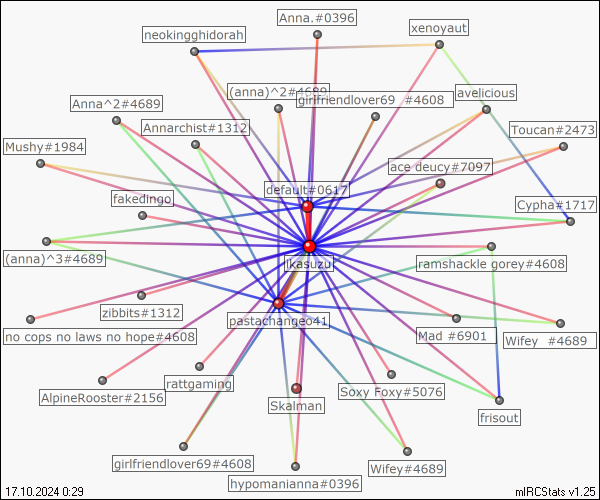 Anna.#0396
neokingghidorah
xenoyaut
(anna)^2#4689
girlfriendlover69 #4608
avelicious
Anna^2#4689
Annarchist#1312
Toucan#2473
Mushy#1984
ace deucy#7097
default#0617
fakedingo
Cypha#1717
(anna)^3#4689
ikasuzu
ramshackle gorey#4608
zibbits#1312
pastachangeo41
no cops no laws no hope#4608
Mad #6901
Wifey #4689
rattgaming
AlpineRooster#2156
Skalman
Soxy Foxy#5076
frisout
girlfriendlover69#4608
hypomanianna#0396
Wifey#4689
17.10.2024 0:29
mIRCStats v1.25